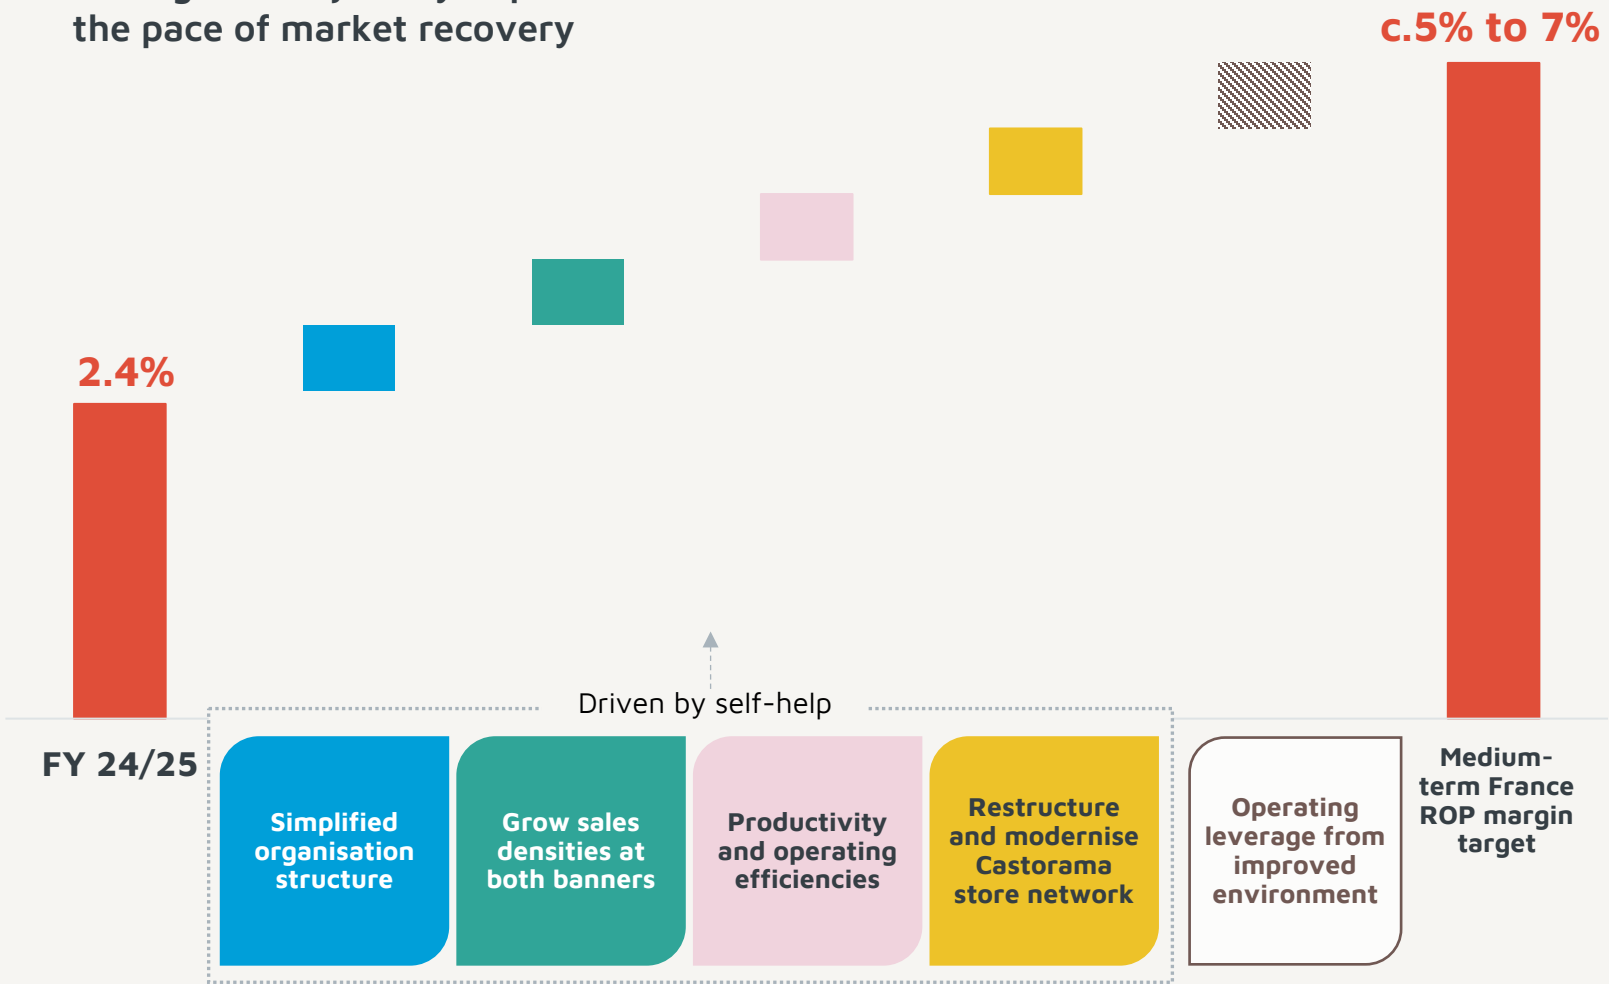 the pace of market recovery
c.5% to 7%
2.4%
Driven by self-help
FY 24/25
Simplified
organisation
structure
Grow sales
densities at
both banners
Productivity
and operating
efficiencies
Restructure
and modernise
Castorama
store network
Operating
leverage from
improved
environment
Medium-
term France
ROP margin
target